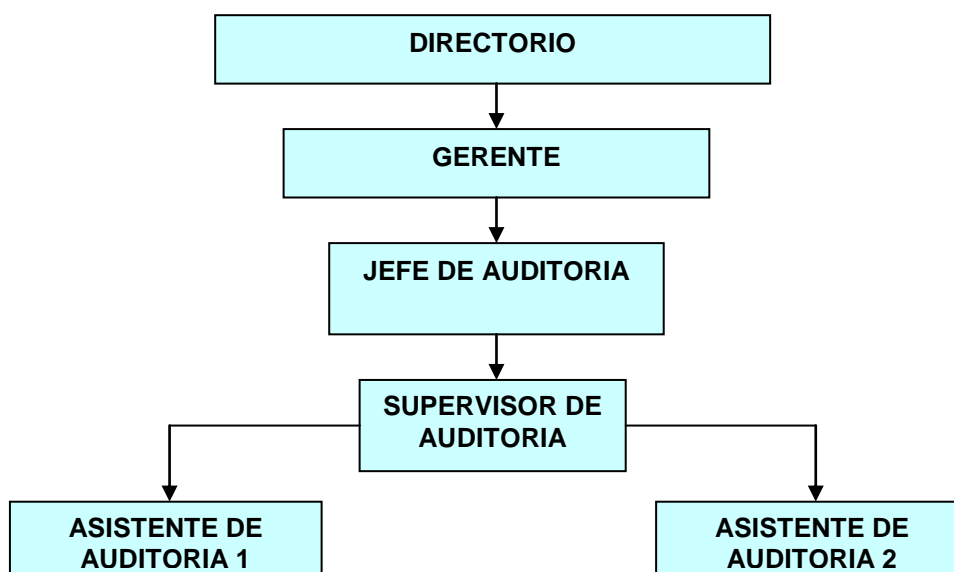 DIRECTORIO
GERENTE
JEFE DE AUDITORIA
SUPERVISOR DE
AUDITORIA
ASISTENTE DE
AUDITORIA 1
ASISTENTE DE
AUDITORIA 2